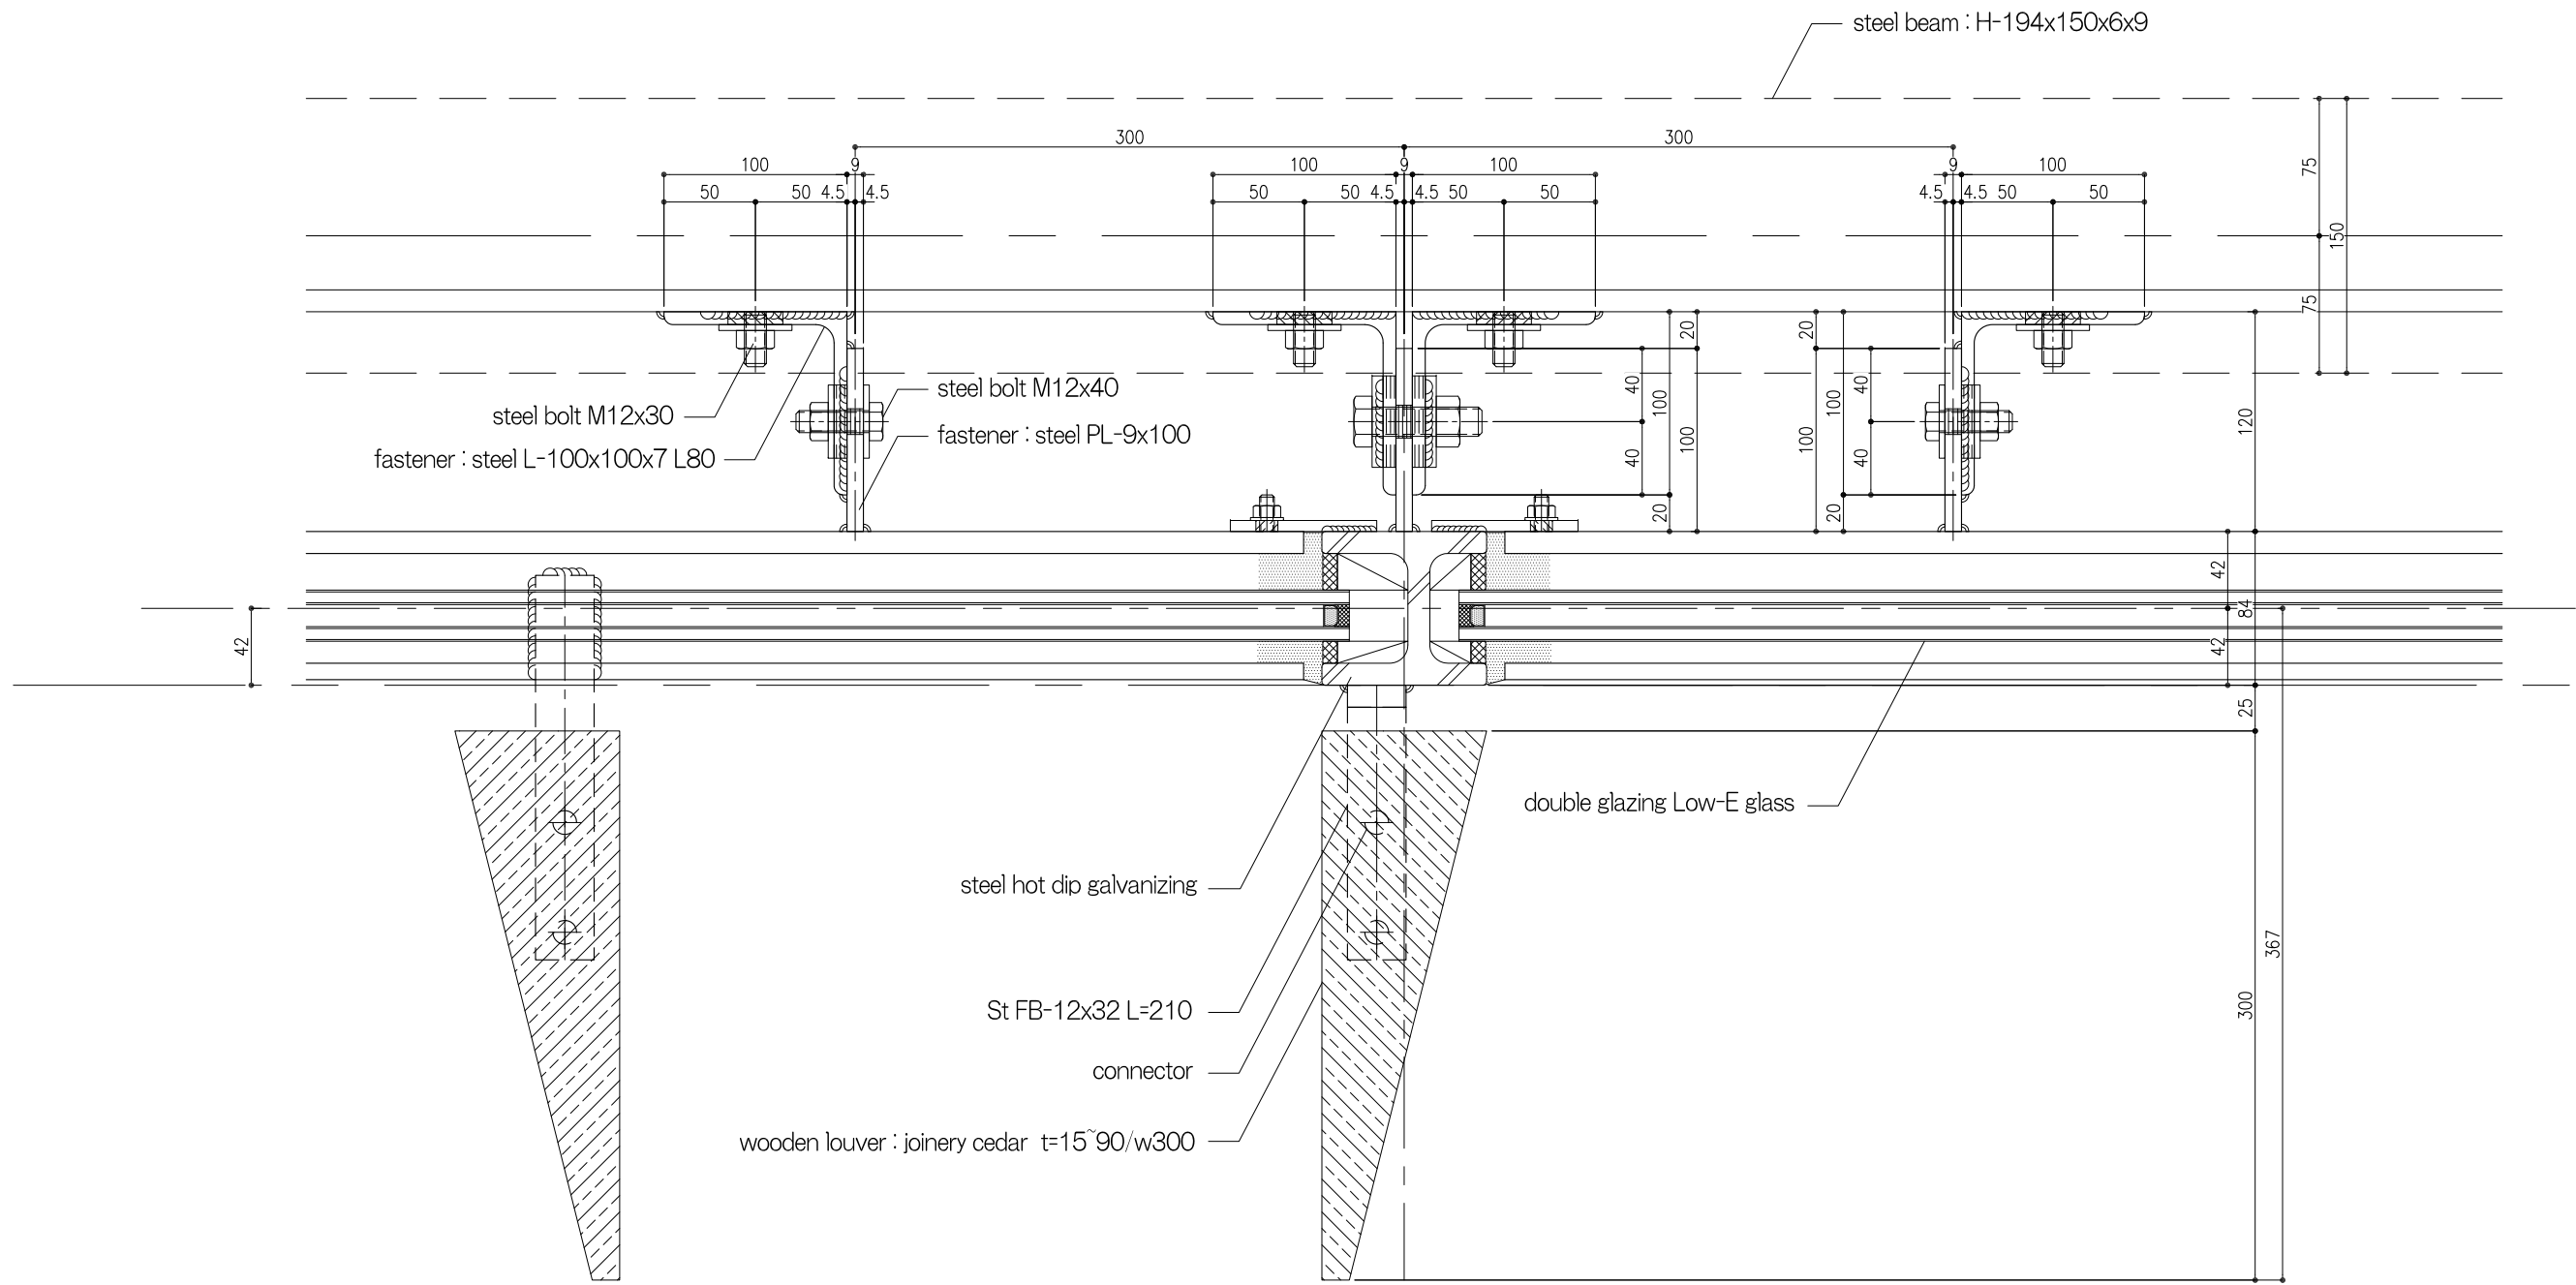 steel beam : H-194x150x6x9
300 300
100 9 100 9 100 9 100
50 50 4.5 4.5 50 50 4.5 4.5 50 50 4.5 4.5 50 50
75
150
75
20 20
40 100 100 40
100 100 40 40
20 20
120
steel bolt M12x40
steel bolt M12x30
fastener : steel PL-9x100
fastener : steel L-100x100x7 L80
42
84
42
42
25
double glazing Low-E glass
steel hot dip galvanizing
367
300
St FB-12x32 L=210
connector
wooden louver : joinery cedar t=15~90/w300